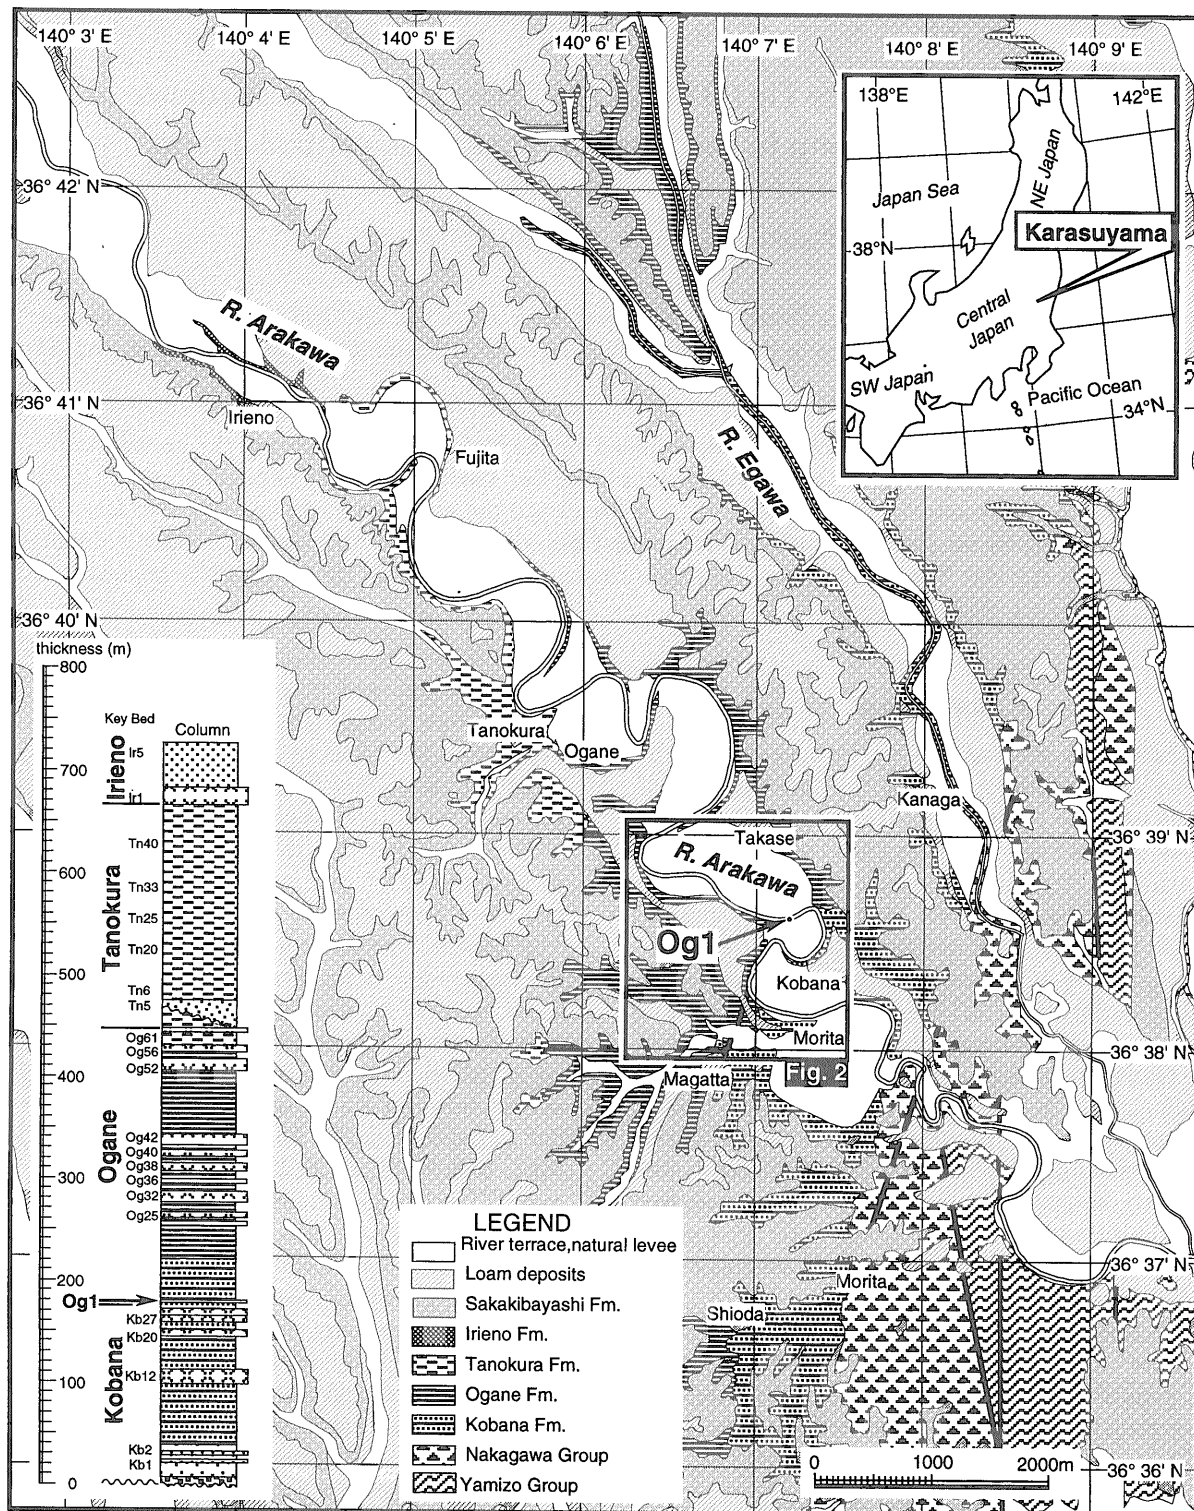 140° 3' E
140° 4' E
140° 5' E
140° 6' E
140° 7' E
140° 8' E
140° 9' E
138°E
142°E
NE Japan
Japan Sea
Karasuyama
38°N
Central
Japan
SW Japan
Pacific Ocean
34°N
36° 42' N
R. Arakawa
36° 41' N
Irieno
Fujita
R. Egawa
36° 40' N
Tanokura
Ogane
Kanaga
36° 39' N
Takase
R. Arakawa
Og1
Kobana
Morita
36° 38' N
Magatta
Fig. 2
36° 37' N
Morita
Shioda
36° 36' N
0 1000 2000m
thickness (m)
800
Key Bed
Column
Irieno
Ir5
700
Ir1
Tanokura
Tn40
600
Tn33
Tn25
Tn20
500
Tn6
Tn5
Ogane
Og61
Og56
Og52
400
Og42
Og40
Og38
300
Og36
Og32
Og25
200
Og1
Kobana
Kb27
Kb20
100
Kb12
Kb2
Kb1
0
LEGEND
River terrace,natural levee
Loam deposits
Sakakibayashi Fm.
Irieno Fm.
Tanokura Fm.
Ogane Fm.
Kobana Fm.
Nakagawa Group
Yamizo Group